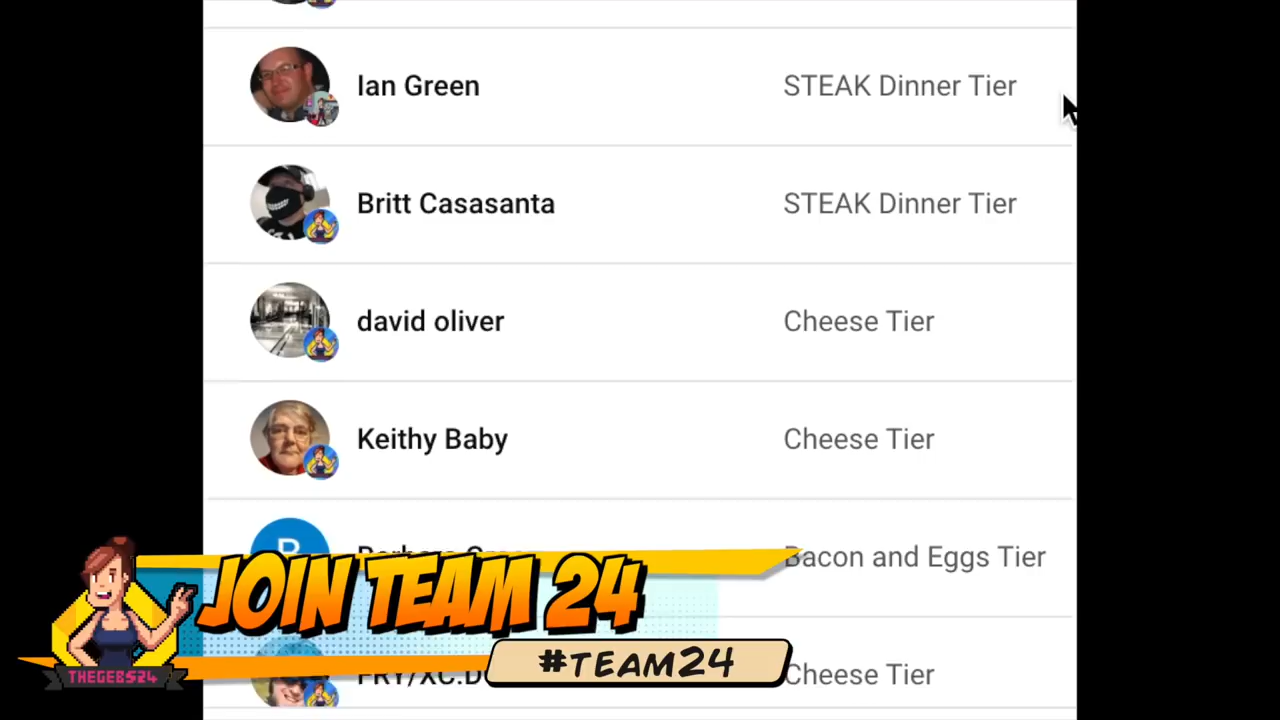 Ian Green STEAK Dinner Tier
Britt Casasanta STEAK Dinner Tier
david oliver Cheese Tier
Keithy Baby Cheese Tier
Bacon and Eggs Tier
JOIN TEAM 24
#TEAM24
THEGEBS24
Cheese Tier